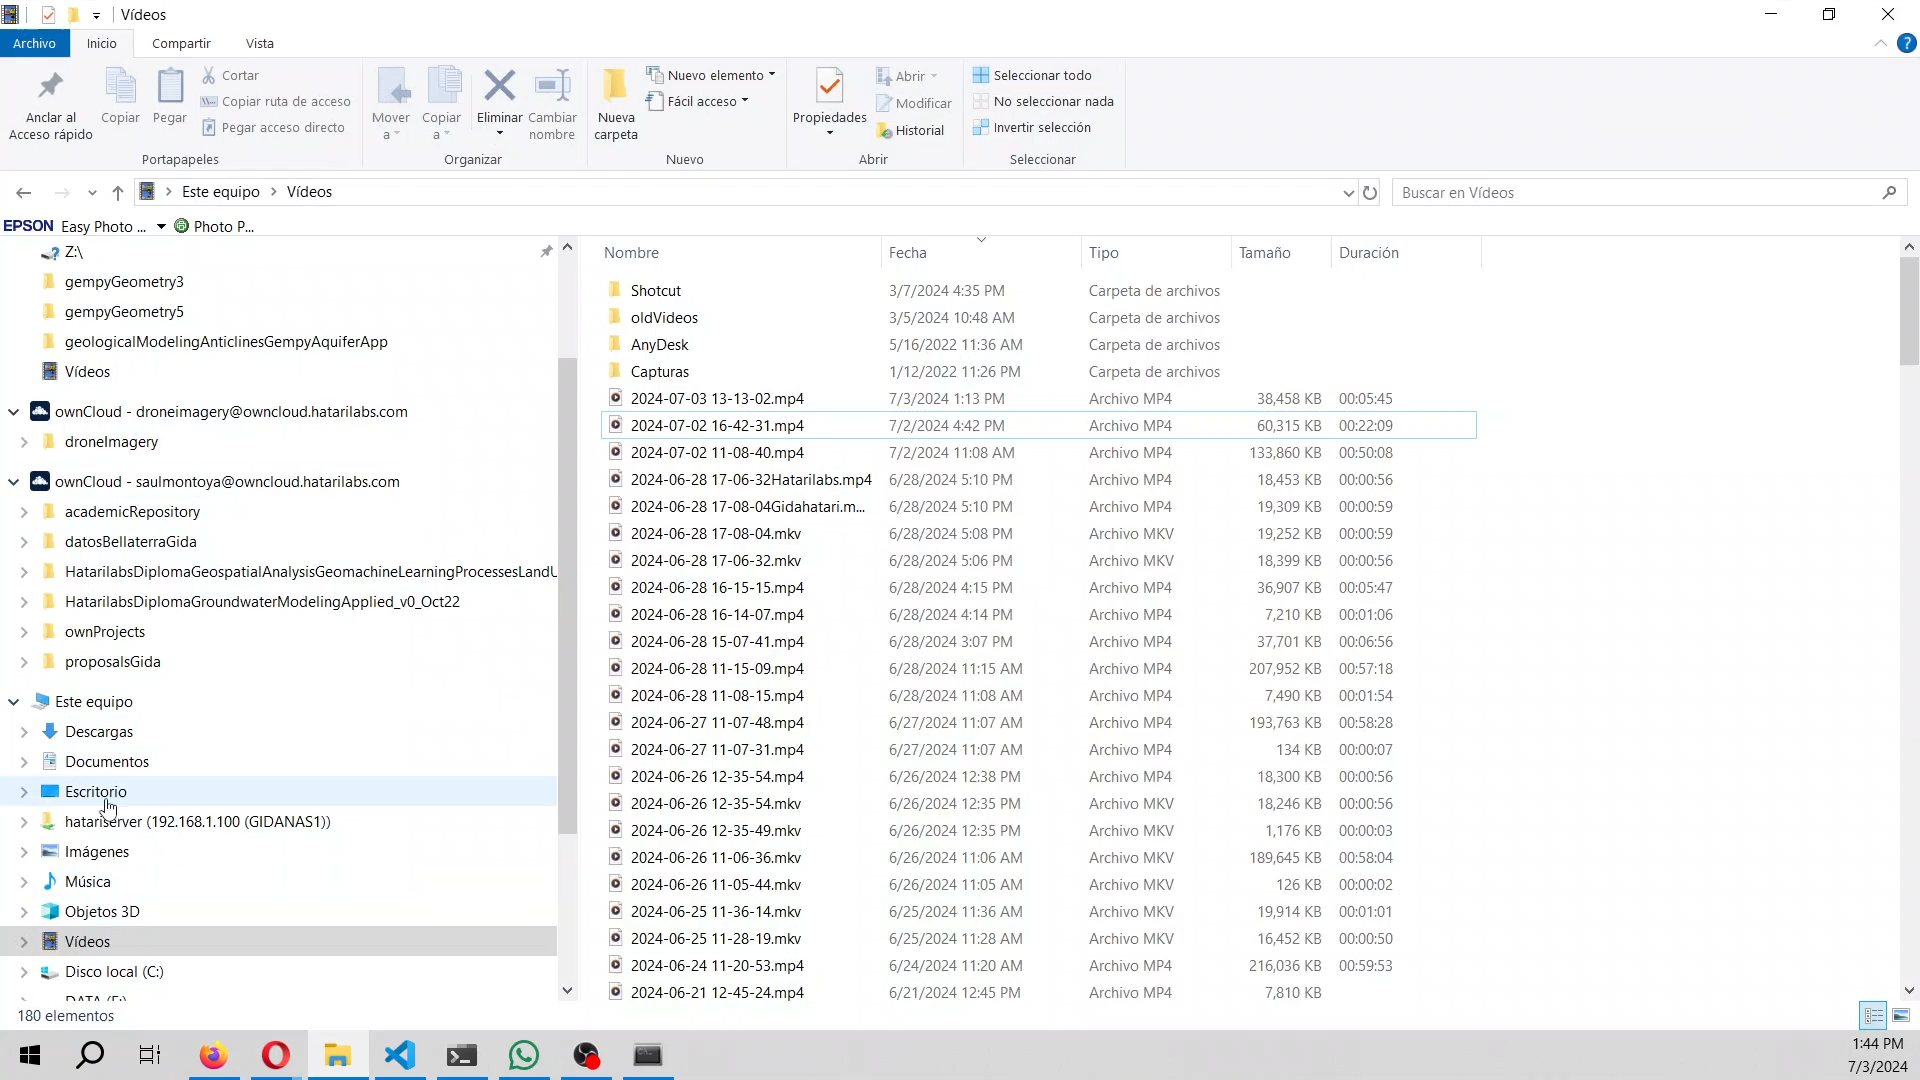 Vídeos
Archivo Inicio Compartir Vista
Anclar al Acceso rápido
Copiar
Pegar
Cortar
Copiar ruta de acceso
Pegar acceso directo
Portapapeles
Mover a
Copiar a
Eliminar
Cambiar nombre
Organizar
Nueva carpeta
Nuevo elemento
Fácil acceso
Nuevo
Propiedades
Abrir
Modificar
Historial
Abrir
Seleccionar todo
No seleccionar nada
Invertir selección
Seleccionar
Este equipo Vídeos
Buscar en Vídeos
EPSON Easy Photo ... Photo P...
Z:\
gempyGeometry3
gempyGeometry5
geologicalModelingAnticlinesGempyAquiferApp
Vídeos
ownCloud - droneimagery@owncloud.hatarilabs.com
droneImagery
ownCloud - saulmontoya@owncloud.hatarilabs.com
academicRepository
datosBellaterraGida
HatarilabsDiplomaGeospatialAnalysisGeomachineLearningProcessesLandU
HatarilabsDiplomaGroundwaterModelingApplied_v0_Oct22
ownProjects
proposalsGida
Este equipo
Descargas
Documentos
Escritorio
hatariserver (192.168.1.100 (GIDANAS1))
Imágenes
Música
Objetos 3D
Vídeos
Disco local (C:)
DATA (F:)
Nombre Fecha Tipo Tamaño Duración
Shotcut 3/7/2024 4:35 PM Carpeta de archivos
oldVideos 3/5/2024 10:48 AM Carpeta de archivos
AnyDesk 5/16/2022 11:36 AM Carpeta de archivos
Capturas 1/12/2022 11:26 PM Carpeta de archivos
2024-07-03 13-13-02.mp4 7/3/2024 1:13 PM Archivo MP4 38,458 KB 00:05:45
2024-07-02 16-42-31.mp4 7/2/2024 4:42 PM Archivo MP4 60,315 KB 00:22:09
2024-07-02 11-08-40.mp4 7/2/2024 11:08 AM Archivo MP4 133,860 KB 00:50:08
2024-06-28 17-06-32Hatarilabs.mp4 6/28/2024 5:10 PM Archivo MP4 18,453 KB 00:00:56
2024-06-28 17-08-04Gidahatari.m... 6/28/2024 5:10 PM Archivo MP4 19,309 KB 00:00:59
2024-06-28 17-08-04.mkv 6/28/2024 5:08 PM Archivo MKV 19,252 KB 00:00:59
2024-06-28 17-06-32.mkv 6/28/2024 5:06 PM Archivo MKV 18,399 KB 00:00:56
2024-06-28 16-15-15.mp4 6/28/2024 4:15 PM Archivo MP4 36,907 KB 00:05:47
2024-06-28 16-14-07.mp4 6/28/2024 4:14 PM Archivo MP4 7,210 KB 00:01:06
2024-06-28 15-07-41.mp4 6/28/2024 3:07 PM Archivo MP4 37,701 KB 00:06:56
2024-06-28 11-15-09.mp4 6/28/2024 11:15 AM Archivo MP4 207,952 KB 00:57:18
2024-06-28 11-08-15.mp4 6/28/2024 11:08 AM Archivo MP4 7,490 KB 00:01:54
2024-06-27 11-07-48.mp4 6/27/2024 11:07 AM Archivo MP4 193,763 KB 00:58:28
2024-06-27 11-07-31.mp4 6/27/2024 11:07 AM Archivo MP4 134 KB 00:00:07
2024-06-26 12-35-54.mp4 6/26/2024 12:38 PM Archivo MP4 18,300 KB 00:00:56
2024-06-26 12-35-54.mkv 6/26/2024 12:35 PM Archivo MKV 18,246 KB 00:00:56
2024-06-26 12-35-49.mkv 6/26/2024 12:35 PM Archivo MKV 1,176 KB 00:00:03
2024-06-26 11-06-36.mkv 6/26/2024 11:06 AM Archivo MKV 189,645 KB 00:58:04
2024-06-26 11-05-44.mkv 6/26/2024 11:05 AM Archivo MKV 126 KB 00:00:02
2024-06-25 11-36-14.mkv 6/25/2024 11:36 AM Archivo MKV 19,914 KB 00:01:01
2024-06-25 11-28-19.mkv 6/25/2024 11:28 AM Archivo MKV 16,452 KB 00:00:50
2024-06-24 11-20-53.mp4 6/24/2024 11:20 AM Archivo MP4 216,036 KB 00:59:53
2024-06-21 12-45-24.mp4 6/21/2024 12:45 PM Archivo MP4 7,810 KB
180 elementos
1:44 PM
7/3/2024